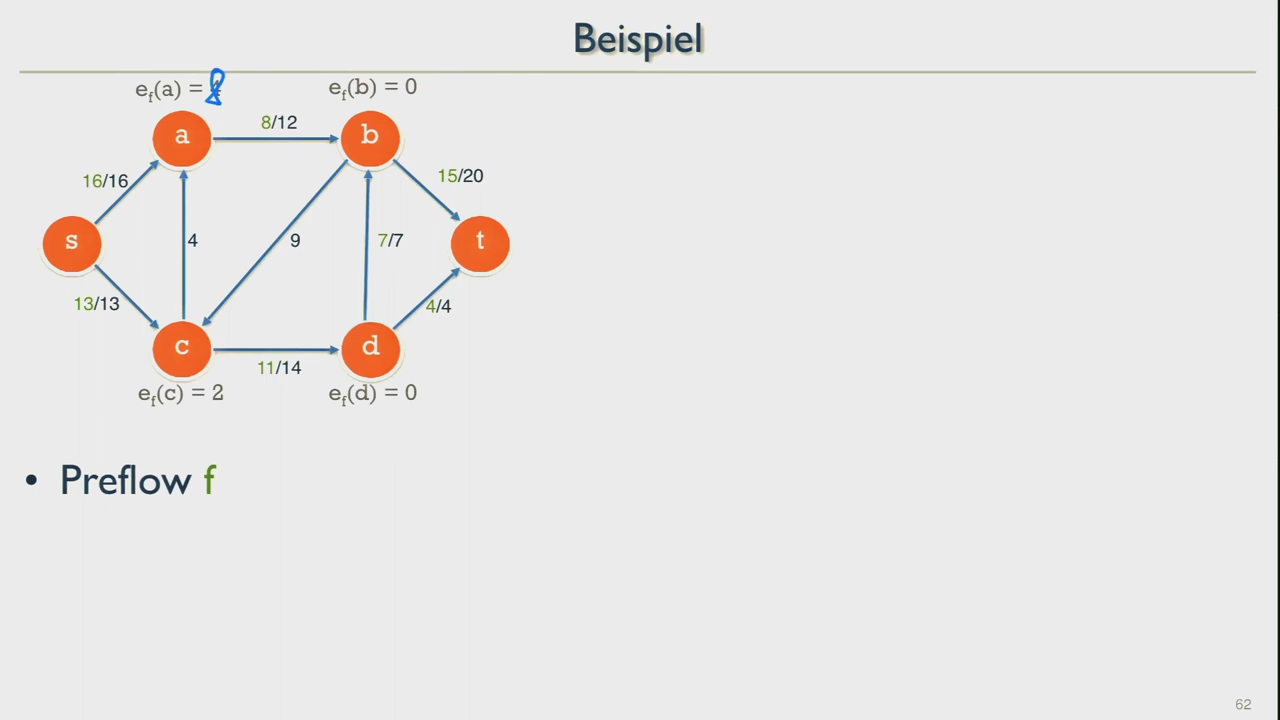 Beispiel
e_f(a) = 8
e_f(b) = 0
8/12
a
b
16/16
15/20
s
4
9
7/7
t
13/13
4/4
c
d
11/14
e_f(c) = 2
e_f(d) = 0
• Preflow f
62